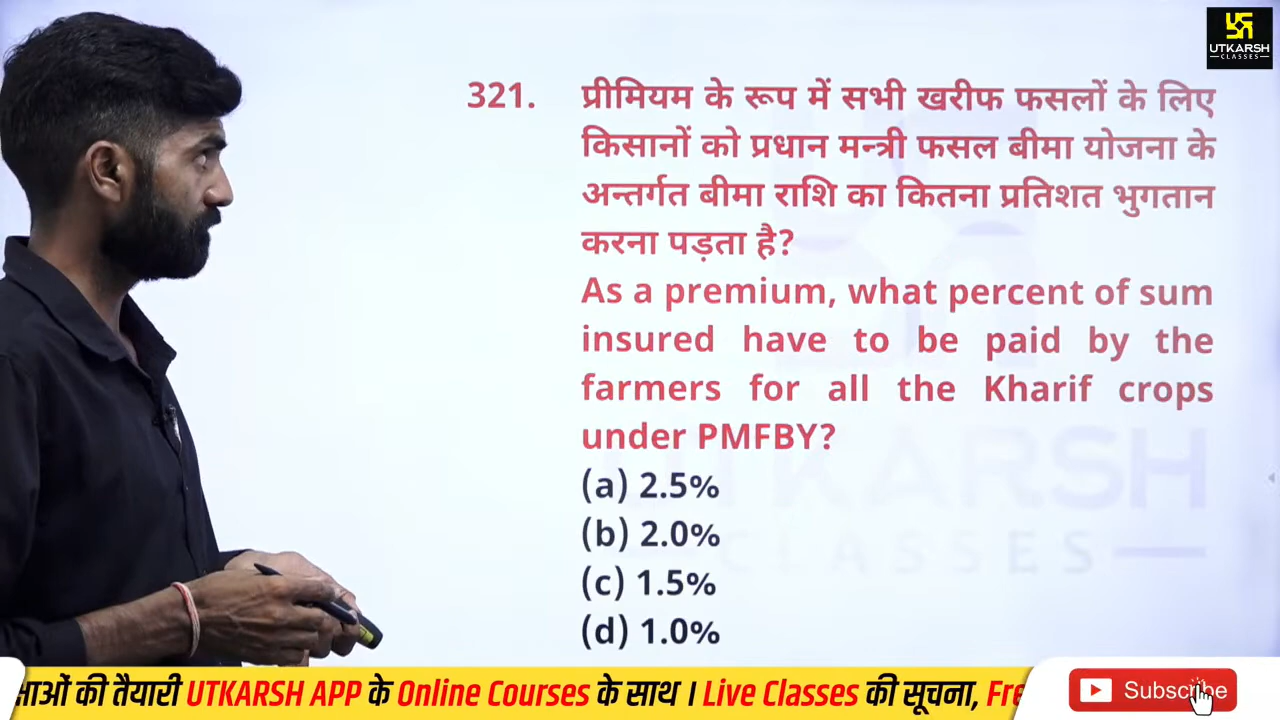 UTKARSH
CLASSES
321. प्रीमियम के रूप में सभी खरीफ फसलों के लिए
किसानों को प्रधान मन्त्री फसल बीमा योजना के
अन्तर्गत बीमा राशि का कितना प्रतिशत भुगतान
करना पड़ता है?
As a premium, what percent of sum
insured have to be paid by the
farmers for all the Kharif crops
under PMFBY?
(a) 2.5%
(b) 2.0%
(c) 1.5%
(d) 1.0%
UTKARSH
CLASSES
की तैयारी UTKARSH APP के Online Courses के साथ । Live Classes की सूचना,
Subscribe